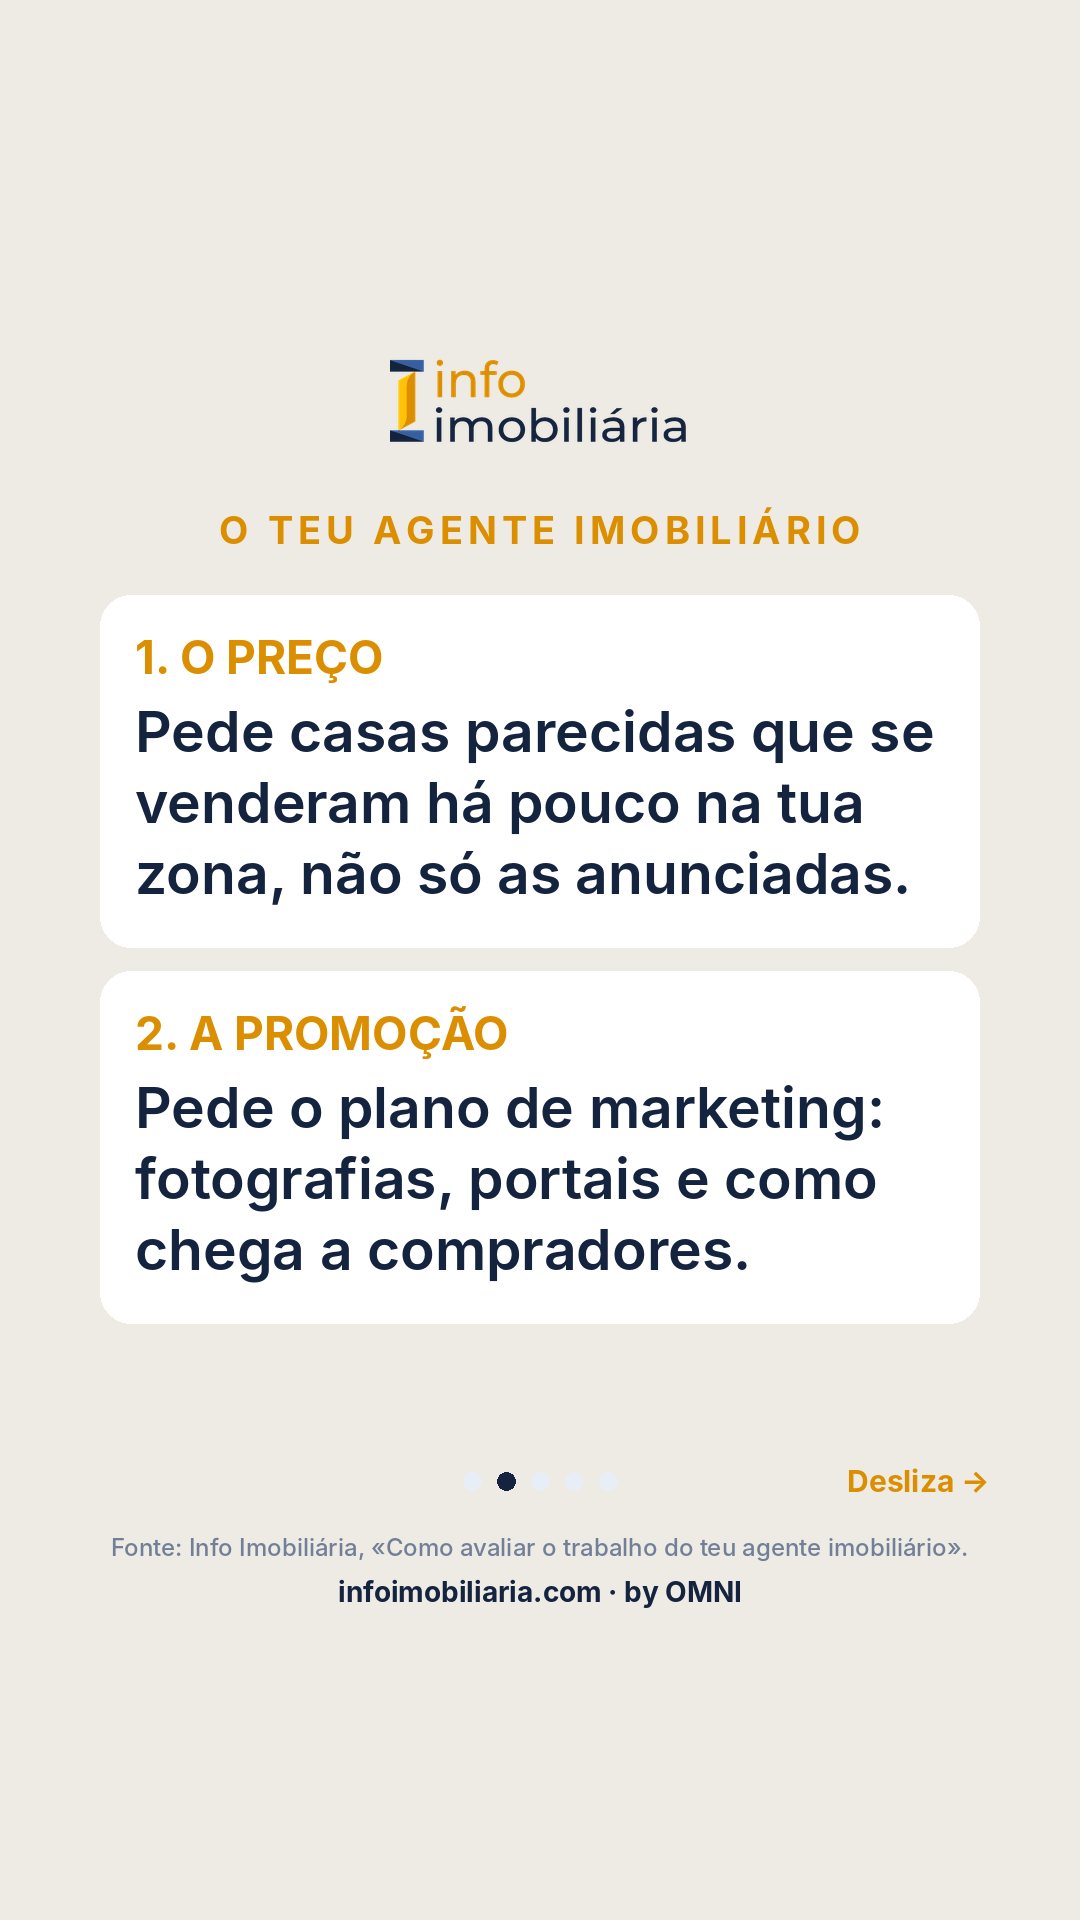 info
imobiliária
O TEU AGENTE IMOBILIÁRIO
1. O PREÇO
Pede casas parecidas que se
venderam há pouco na tua
zona, não só as anunciadas.
2. A PROMOÇÃO
Pede o plano de marketing:
fotografias, portais e como
chega a compradores.
Desliza →
Fonte: Info Imobiliária, «Como avaliar o trabalho do teu agente imobiliário».
infoimobiliaria.com · by OMNI